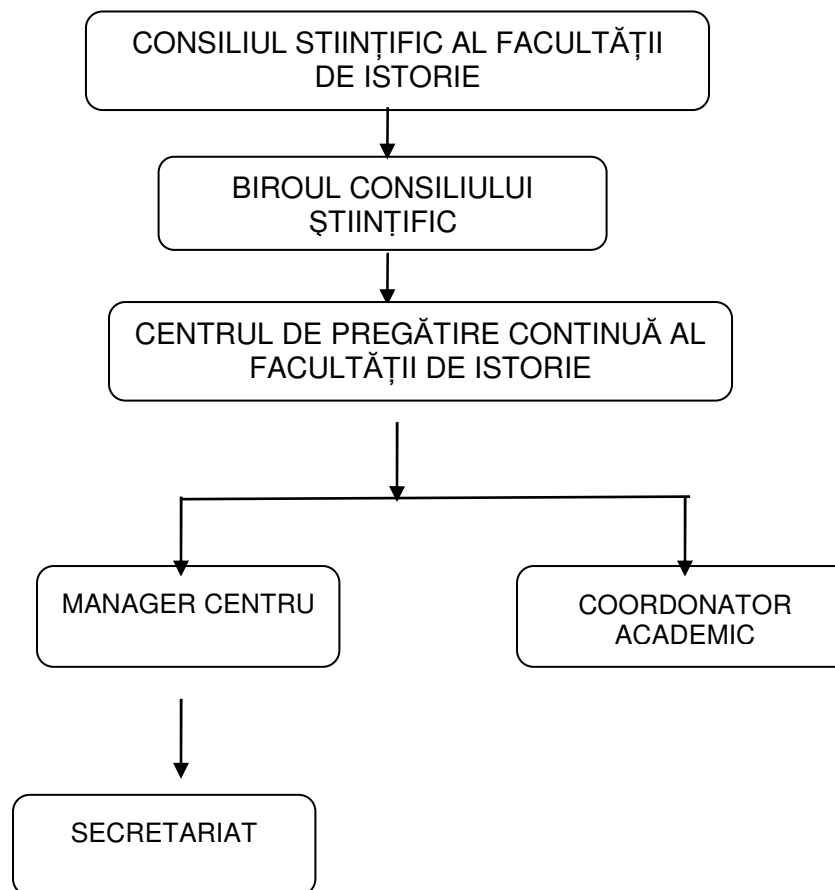 CONSILIUL STIINȚIFIC AL FACULTĂȚII
DE ISTORIE
BIROUL CONSILIULUI
ŞTIINȚIFIC
CENTRUL DE PREGĂTIRE CONTINUĂ AL
FACULTĂȚII DE ISTORIE
MANAGER CENTRU
COORDONATOR
ACADEMIC
SECRETARIAT